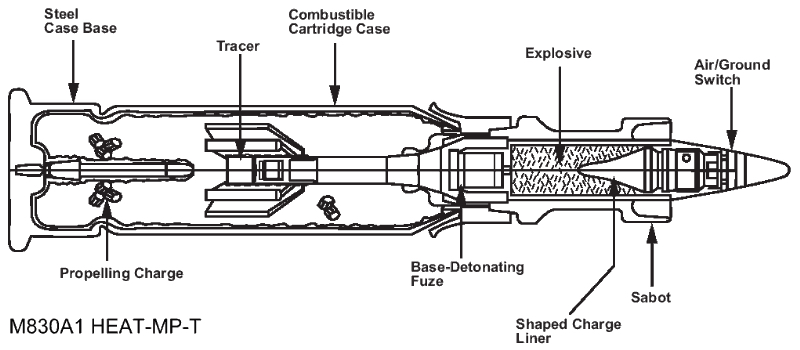 Steel
Case Base
Combustible
Cartridge Case
Tracer
Explosive
Air/Ground
Switch
Propelling Charge
Base-Detonating
Fuze
Sabot
Shaped Charge
Liner
M830A1 HEAT-MP-T